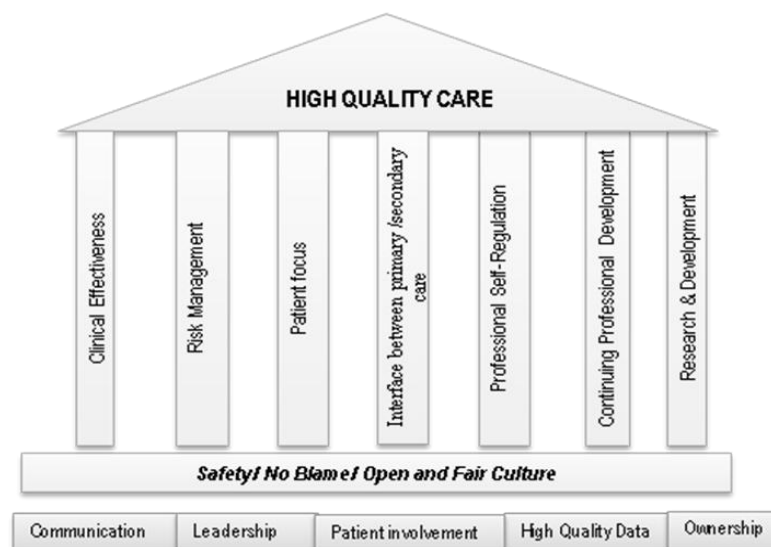 HIGH QUALITY CARE
Clinical Effectiveness
Risk Management
Patient focus
Interface between primary /secondary
care
Professional Self-Regulation
Continuing Professional Development
Research & Development
Safety/ No Blame/ Open and Fair Culture
Communication
Leadership
Patient involvement
High Quality Data
Ownership